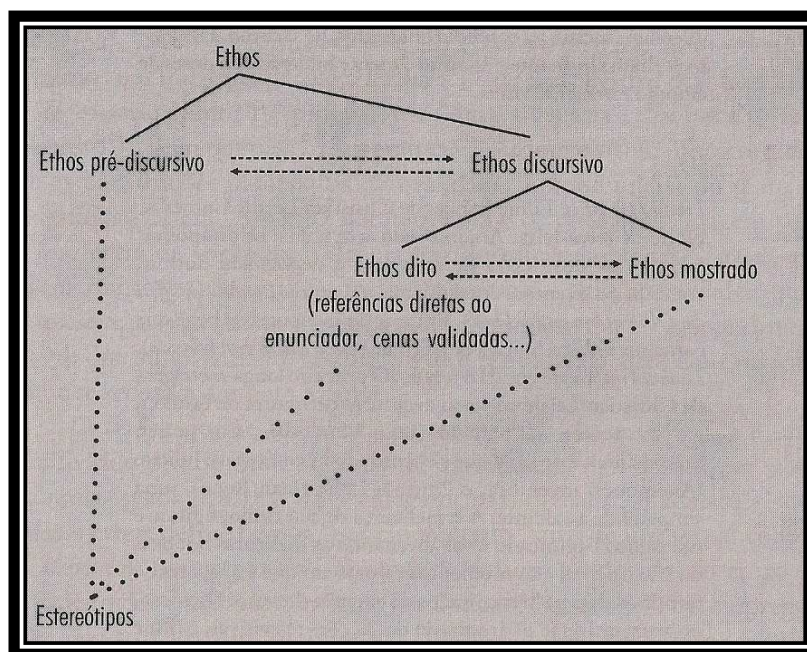 Ethos
Ethos pré-discursivo
Ethos discursivo
Ethos dito
Ethos mostrado
(referências diretas ao
enunciador, cenas validadas...)
Estereótipos